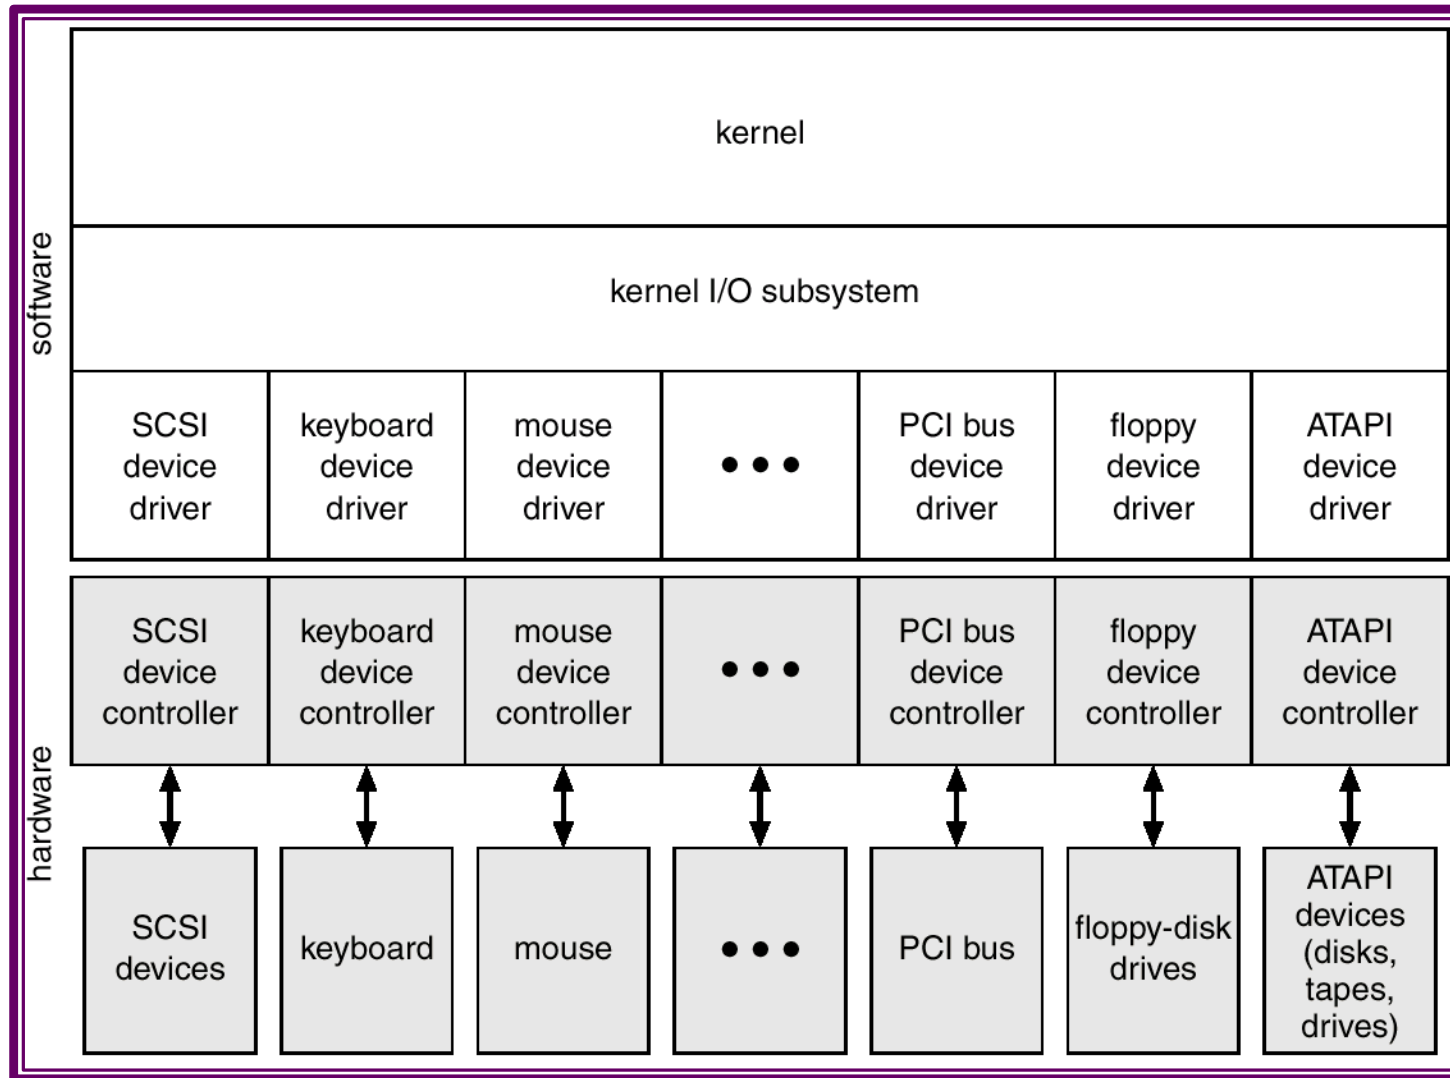 kernel
software
kernel I/O subsystem
SCSI
device
driver
keyboard
device
driver
mouse
device
driver
•••
PCI bus
device
driver
floppy
device
driver
ATAPI
device
driver
hardware
SCSI
device
controller
keyboard
device
controller
mouse
device
controller
•••
PCI bus
device
controller
floppy
device
controller
ATAPI
device
controller
SCSI
devices
keyboard
mouse
•••
PCI bus
floppy-disk
drives
ATAPI
devices
(disks,
tapes,
drives)